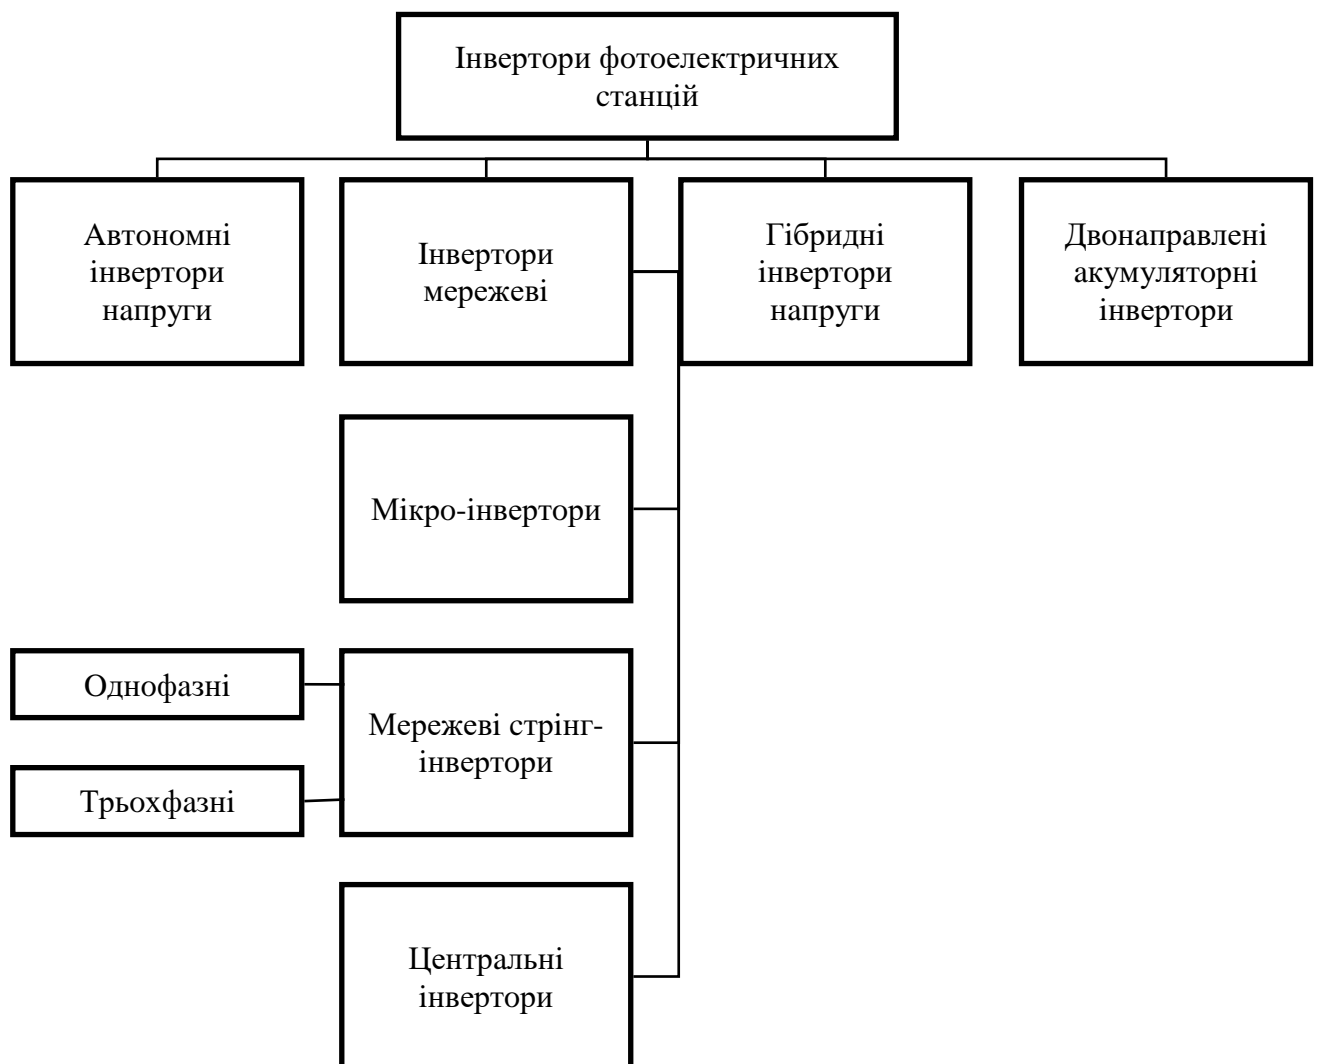 Інвертори фотоелектричних
станцій
Автономні
інвертори
напруги
Інвертори
мережеві
Гібридні
інвертори
напруги
Двонаправлені
акумуляторні
інвертори
Мікро-інвертори
Однофазні
Трьохфазні
Мережеві стрінг-
інвертори
Центральні
інвертори